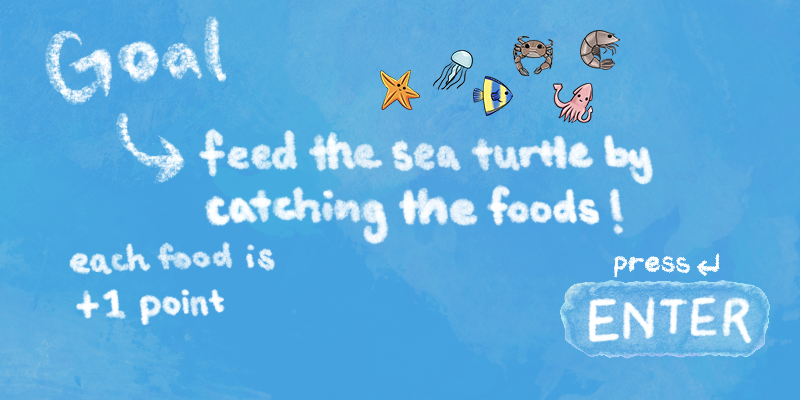 Goal
feed the sea turtle by
catching the foods!
each food is
+1 point
press ↵
ENTER